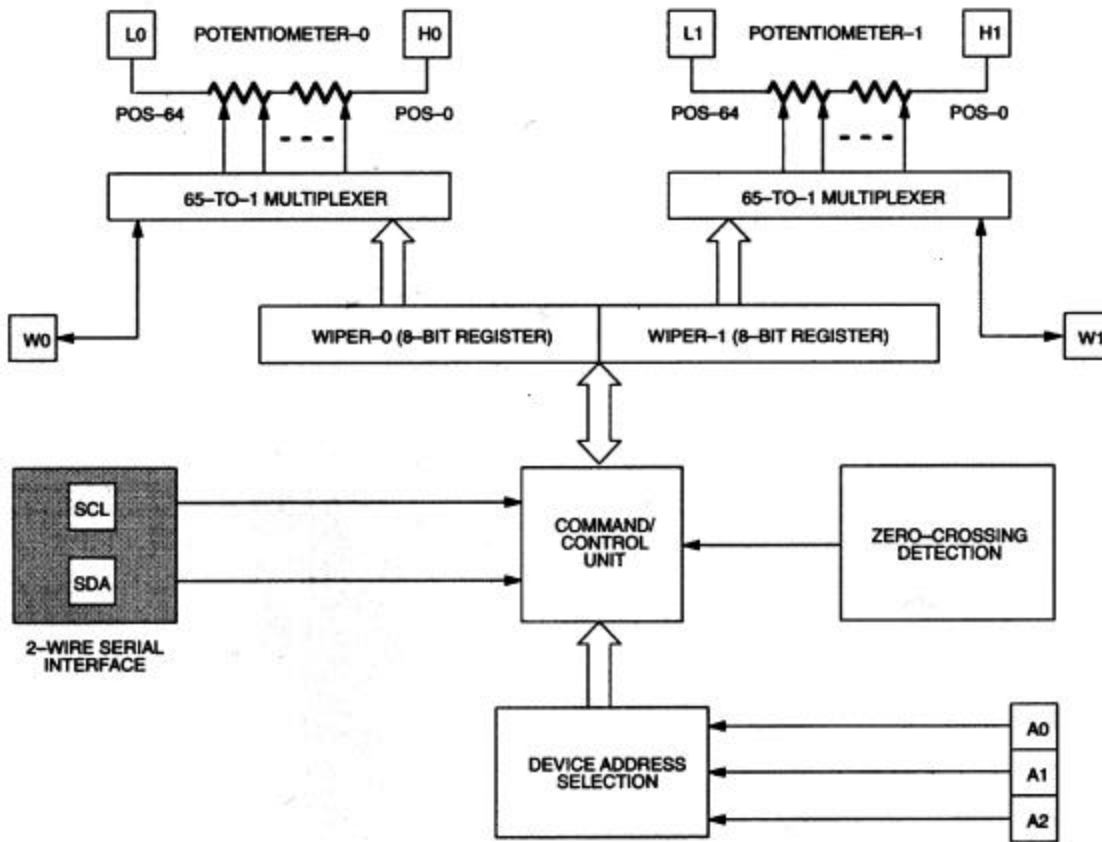 L0
POTENTIOMETER–0
H0
L1
POTENTIOMETER–1
H1
POS–64
POS–0
POS–64
POS–0
65–TO–1 MULTIPLEXER
65–TO–1 MULTIPLEXER
W0
WIPER–0 (8–BIT REGISTER)
WIPER–1 (8–BIT REGISTER)
W1
SCL
SDA
2–WIRE SERIAL
INTERFACE
COMMAND/
CONTROL
UNIT
ZERO–CROSSING
DETECTION
DEVICE ADDRESS
SELECTION
A0
A1
A2